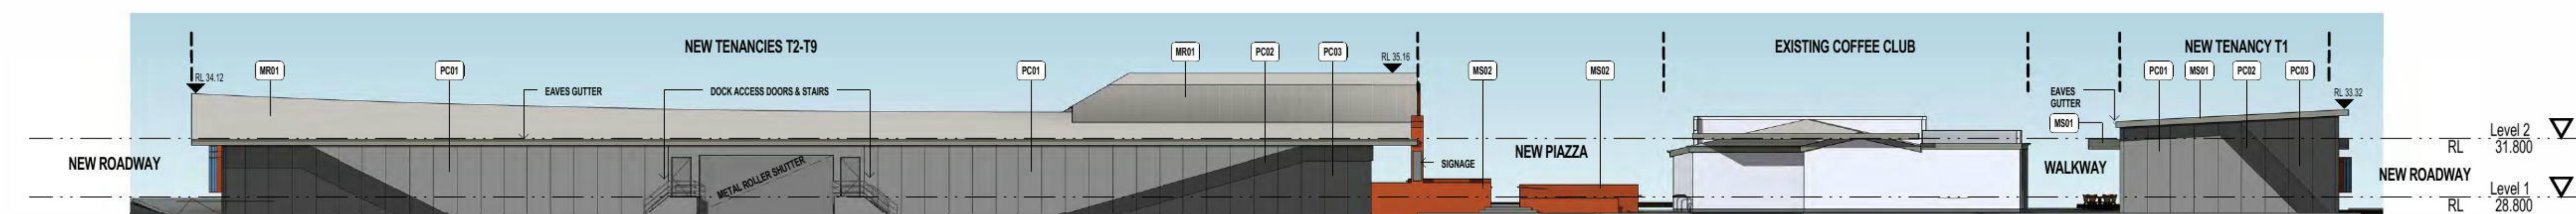 NEW TENANCIES T2-T9
EXISTING COFFEE CLUB
NEW TENANCY T1
MR01
PC01
PC01
MR01
PC02
PC03
RL 35.16
MS02
MS02
PC01
MS01
PC02
PC03
RL 34.12
EAVES GUTTER
DOCK ACCESS DOORS & STAIRS
EAVES
GUTTER
RL 33.32
MS01
Level 2
RL 31.800
NEW ROADWAY
METAL ROLLER SHUTTER
SIGNAGE
NEW PIAZZA
WALKWAY
NEW ROADWAY
Level 1
RL 28.800